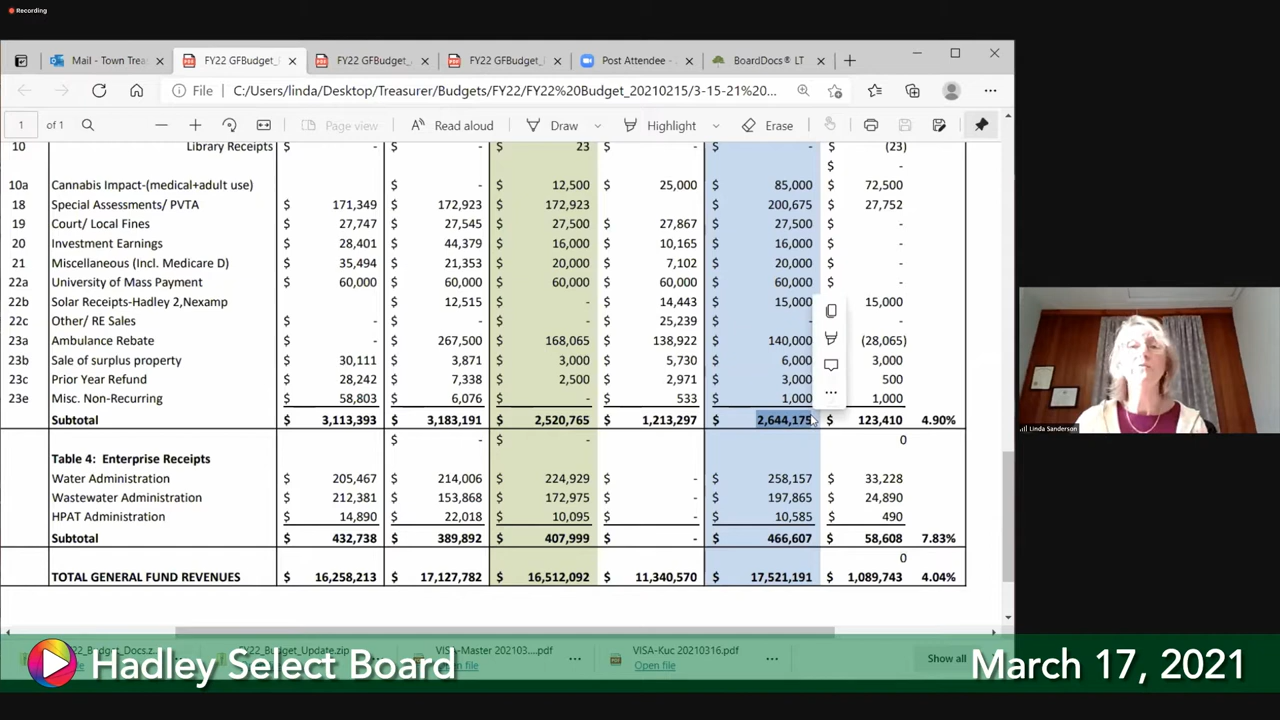 Recording
Mail - Town Trea
FY22 GFBudget_
FY22 GFBudget_
FY22 GFBudget_
Post Attendee -
BoardDocs® LT
File C:/Users/linda/Desktop/Treasurer/Budgets/FY22/FY22%20Budget_20210215/3-15-21%20...
1 of 1 Page view Read aloud Draw Highlight Erase
10 Library Receipts $ - $ - $ 23 $ - $ - $ (23)
$ -
10a Cannabis Impact-(medical+adult use) $ - $ 12,500 $ 25,000 $ 85,000 $ 72,500
18 Special Assessments/ PVTA $ 171,349 $ 172,923 $ 172,923 $ 200,675 $ 27,752
19 Court/ Local Fines $ 27,747 $ 27,545 $ 27,500 $ 27,867 $ 27,500 $ -
20 Investment Earnings $ 28,401 $ 44,379 $ 16,000 $ 10,165 $ 16,000 $ -
21 Miscellaneous (Incl. Medicare D) $ 35,494 $ 21,353 $ 20,000 $ 7,102 $ 20,000 $ -
22a University of Mass Payment $ 60,000 $ 60,000 $ 60,000 $ 60,000 $ 60,000 $ -
22b Solar Receipts-Hadley 2,Nexamp $ 12,515 $ - $ 14,443 $ 15,000 15,000
22c Other/ RE Sales $ - $ - $ - $ 25,239 $ - -
23a Ambulance Rebate $ - $ 267,500 $ 168,065 $ 138,922 $ 140,000 (28,065)
23b Sale of surplus property $ 30,111 $ 3,871 $ 3,000 $ 5,730 $ 6,000 3,000
23c Prior Year Refund $ 28,242 $ 7,338 $ 2,500 $ 2,971 $ 3,000 500
23e Misc. Non-Recurring $ 58,803 $ 6,076 $ - $ 533 $ 1,000 1,000
Subtotal $ 3,113,393 $ 3,183,191 $ 2,520,765 $ 1,213,297 $ 2,644,175 $ 123,410 4.90%
$ - $ - 0
Table 4: Enterprise Receipts
Water Administration $ 205,467 $ 214,006 $ 224,929 $ - $ 258,157 $ 33,228
Wastewater Administration $ 212,381 $ 153,868 $ 172,975 $ - $ 197,865 $ 24,890
HPAT Administration $ 14,890 $ 22,018 $ 10,095 $ - $ 10,585 $ 490
Subtotal $ 432,738 $ 389,892 $ 407,999 $ - $ 466,607 $ 58,608 7.83%
0
TOTAL GENERAL FUND REVENUES $ 16,258,213 $ 17,127,782 $ 16,512,092 $ 11,340,570 $ 17,521,191 $ 1,089,743 4.04%
Linda Sanderson
_Budget_Docs.z...
FY22_Budget_Update.zip
VISA-Master 202103....pdf
Open file
VISA-Kuc 20210316.pdf
Open file
Show all
Hadley Select Board
March 17, 2021